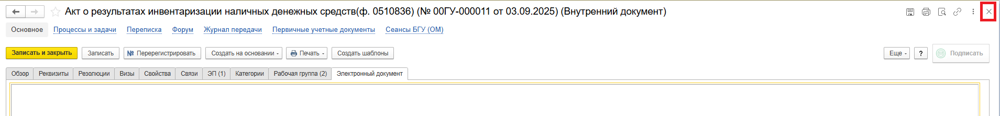 Акт о результатах инвентаризации наличных денежных средств(ф. 0510836) (№ 00ГУ-000011 от 03.09.2025) (Внутренний документ)
Основное Процессы и задачи Переписка Форум Журнал передачи Первичные учетные документы Сеансы БГУ (ОМ)
Записать и закрыть Записать № Перерегистрировать Создать на основании Печать Создать шаблоны Еще ? Подписать
Обзор Реквизиты Резолюции Визы Свойства Связи ЭП (1) Категории Рабочая группа (2) Электронный документ